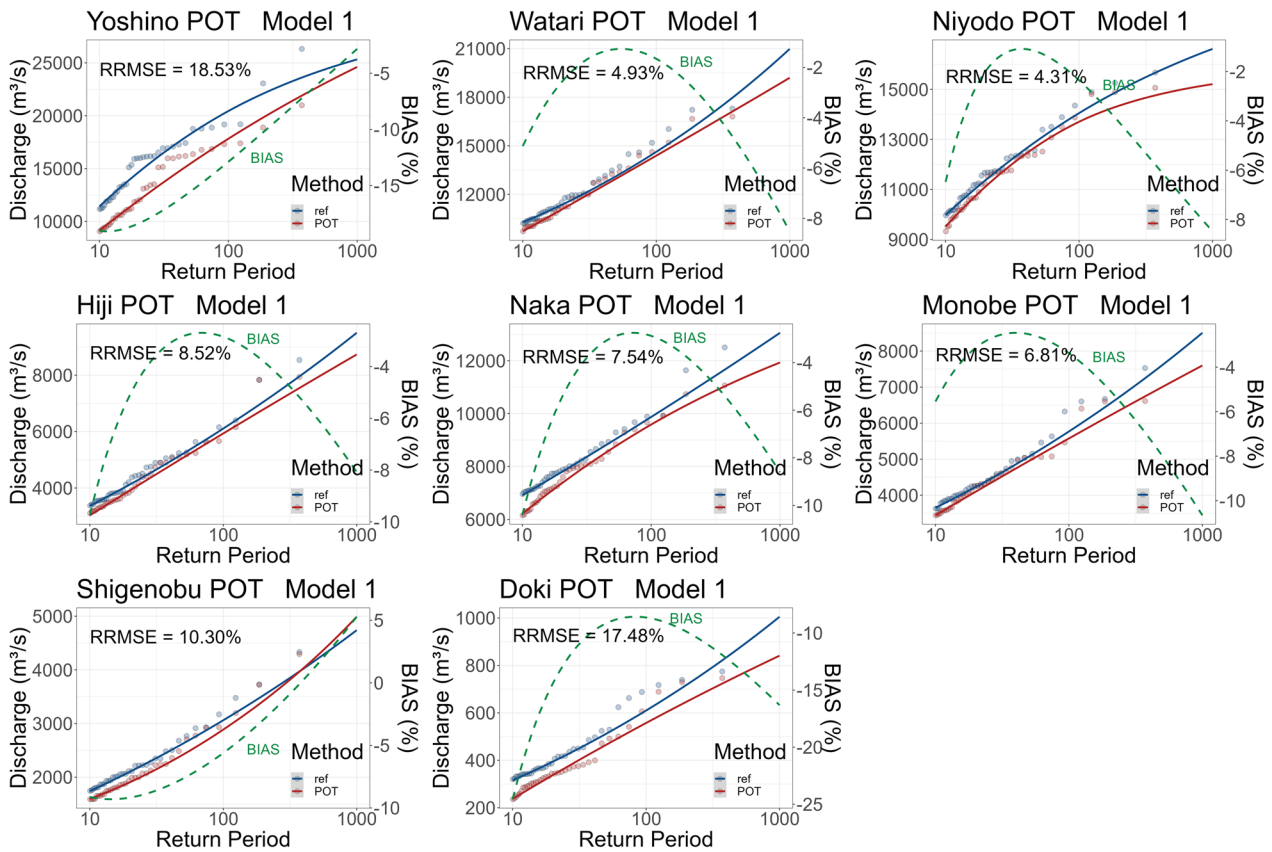 Yoshino POT Model 1
Discharge (m³/s)
25000
20000
15000
10000
RRMSE = 18.53%
BIAS
Method
ref
POT
-5
-10
-15
BIAS (%)
10
100
1000
Return Period
Watari POT Model 1
Discharge (m³/s)
21000
18000
15000
12000
RRMSE = 4.93%
BIAS
Method
ref
POT
-2
-4
-6
-8
BIAS (%)
10
100
1000
Return Period
Niyodo POT Model 1
Discharge (m³/s)
15000
13000
11000
9000
RRMSE = 4.31%
BIAS
Method
ref
POT
-2
-4
-6
-8
BIAS (%)
10
100
1000
Return Period
Hiji POT Model 1
Discharge (m³/s)
8000
6000
4000
RRMSE = 8.52%
BIAS
Method
ref
POT
-4
-6
-8
-10
BIAS (%)
10
100
1000
Return Period
Naka POT Model 1
Discharge (m³/s)
12000
10000
8000
6000
RRMSE = 7.54%
BIAS
Method
ref
POT
-4
-6
-8
-10
BIAS (%)
10
100
1000
Return Period
Monobe POT Model 1
Discharge (m³/s)
8000
7000
6000
5000
4000
RRMSE = 6.81%
BIAS
Method
ref
POT
-4
-6
-8
-10
BIAS (%)
10
100
1000
Return Period
Shigenobu POT Model 1
Discharge (m³/s)
5000
4000
3000
2000
RRMSE = 10.30%
BIAS
Method
ref
POT
5
0
-5
-10
BIAS (%)
10
100
1000
Return Period
Doki POT Model 1
Discharge (m³/s)
1000
800
600
400
200
RRMSE = 17.48%
BIAS
Method
ref
POT
-10
-15
-20
-25
BIAS (%)
10
100
1000
Return Period